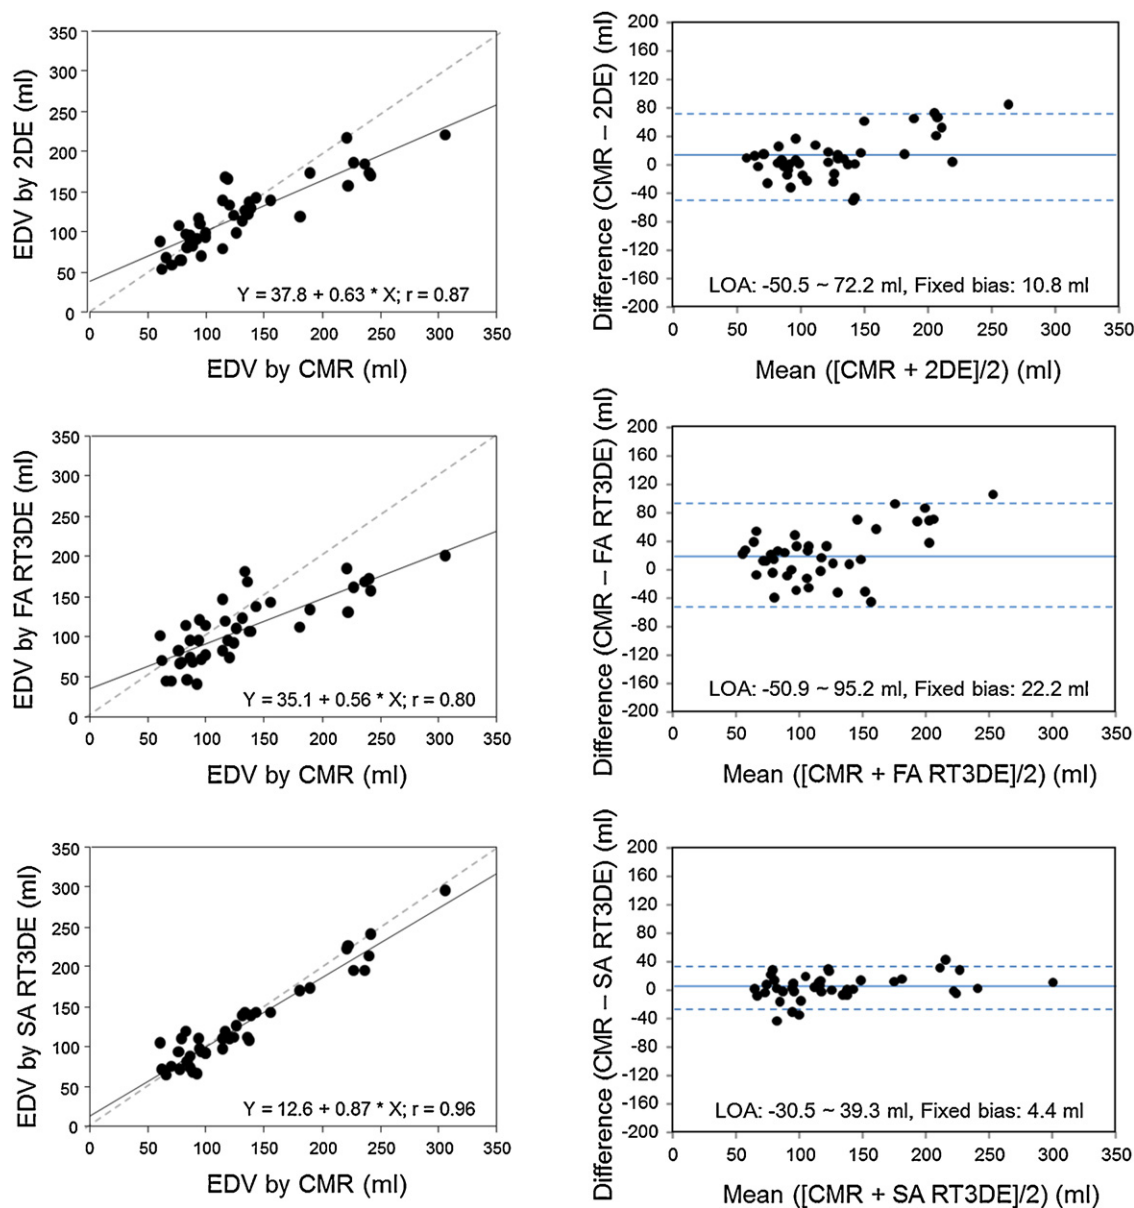 EDV by 2DE (ml)
350
300
250
200
150
100
50
0
Y = 37.8 + 0.63 * X; r = 0.87
0 50 100 150 200 250 300 350
EDV by CMR (ml)
Difference (CMR – 2DE) (ml)
200
160
120
80
40
0
-40
-80
-120
-160
-200
LOA: -50.5 ~ 72.2 ml, Fixed bias: 10.8 ml
0 50 100 150 200 250 300 350
Mean ([CMR + 2DE]/2) (ml)
EDV by FA RT3DE (ml)
350
300
250
200
150
100
50
0
Y = 35.1 + 0.56 * X; r = 0.80
0 50 100 150 200 250 300 350
EDV by CMR (ml)
Difference (CMR – FA RT3DE) (ml)
200
160
120
80
40
0
-40
-80
-120
-160
-200
LOA: -50.9 ~ 95.2 ml, Fixed bias: 22.2 ml
0 50 100 150 200 250 300 350
Mean ([CMR + FA RT3DE]/2) (ml)
EDV by SA RT3DE (ml)
350
300
250
200
150
100
50
0
Y = 12.6 + 0.87 * X; r = 0.96
0 50 100 150 200 250 300 350
EDV by CMR (ml)
Difference (CMR – SA RT3DE) (ml)
200
160
120
80
40
0
-40
-80
-120
-160
-200
LOA: -30.5 ~ 39.3 ml, Fixed bias: 4.4 ml
0 50 100 150 200 250 300 350
Mean ([CMR + SA RT3DE]/2) (ml)